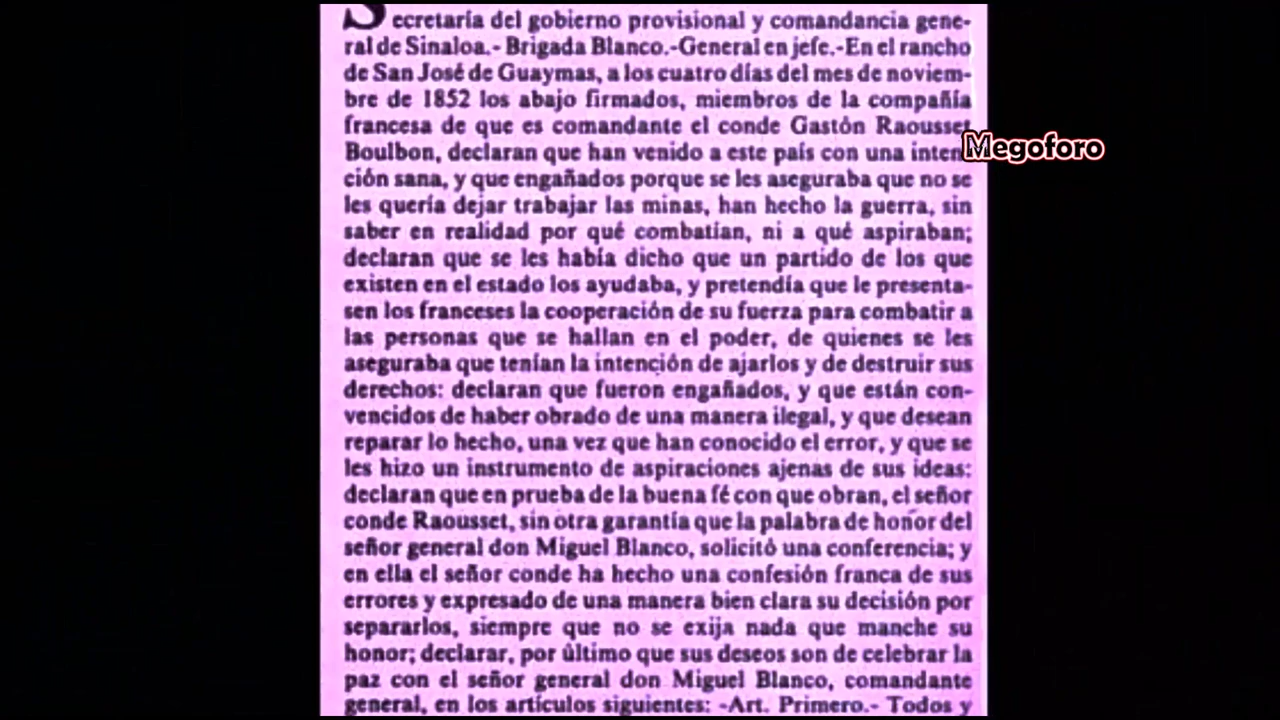 Secretaría del gobierno provisional y comandancia gene-
ral de Sinaloa.- Brigada Blanco.-General en jefe.-En el rancho
de San José de Guaymas, a los cuatro días del mes de noviem-
bre de 1852 los abajo firmados, miembros de la compañía
francesa de que es comandante el conde Gastón Raousset
Boulbon, declaran que han venido a este país con una inten-
ción sana, y que engañados porque se les aseguraba que no se
les quería dejar trabajar las minas, han hecho la guerra, sin
saber en realidad por qué combatían, ni a qué aspiraban;
declaran que se les había dicho que un partido de los que
existen en el estado los ayudaba, y pretendía que le presenta-
sen los franceses la cooperación de su fuerza para combatir a
las personas que se hallan en el poder, de quienes se les
aseguraba que tenían la intención de ajarlos y de destruir sus
derechos: declaran que fueron engañados, y que están con-
vencidos de haber obrado de una manera ilegal, y que desean
reparar lo hecho, una vez que han conocido el error, y que se
les hizo un instrumento de aspiraciones ajenas de sus ideas:
declaran que en prueba de la buena fé con que obran, el señor
conde Raousset, sin otra garantía que la palabra de honor del
señor general don Miguel Blanco, solicitó una conferencia; y
en ella el señor conde ha hecho una confesión franca de sus
errores y expresado de una manera bien clara su decisión por
separarlos, siempre que no se exija nada que manche su
honor; declarar, por último que sus deseos son de celebrar la
paz con el señor general don Miguel Blanco, comandante
general, en los artículos siguientes: -Art. Primero.- Todos y
Megoforo